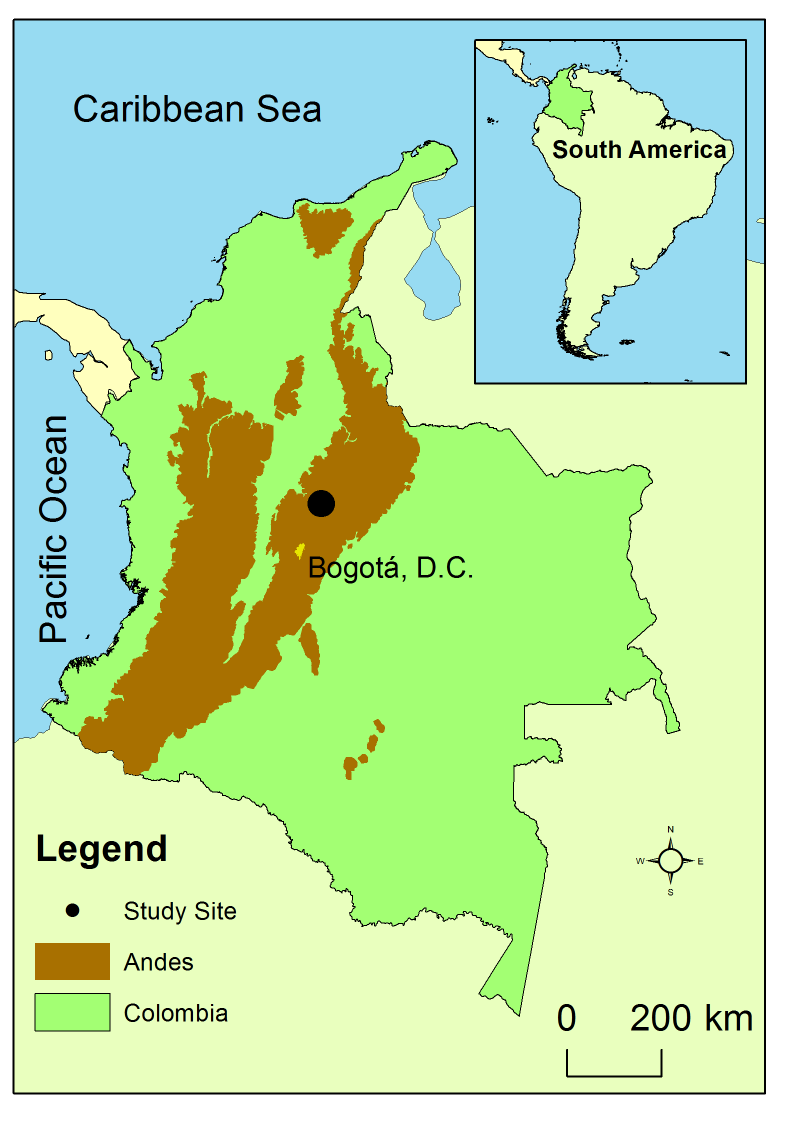 Caribbean Sea
South America
Pacific Ocean
Bogotá, D.C.
Legend
Study Site
Andes
Colombia
N
W
E
S
0
200 km